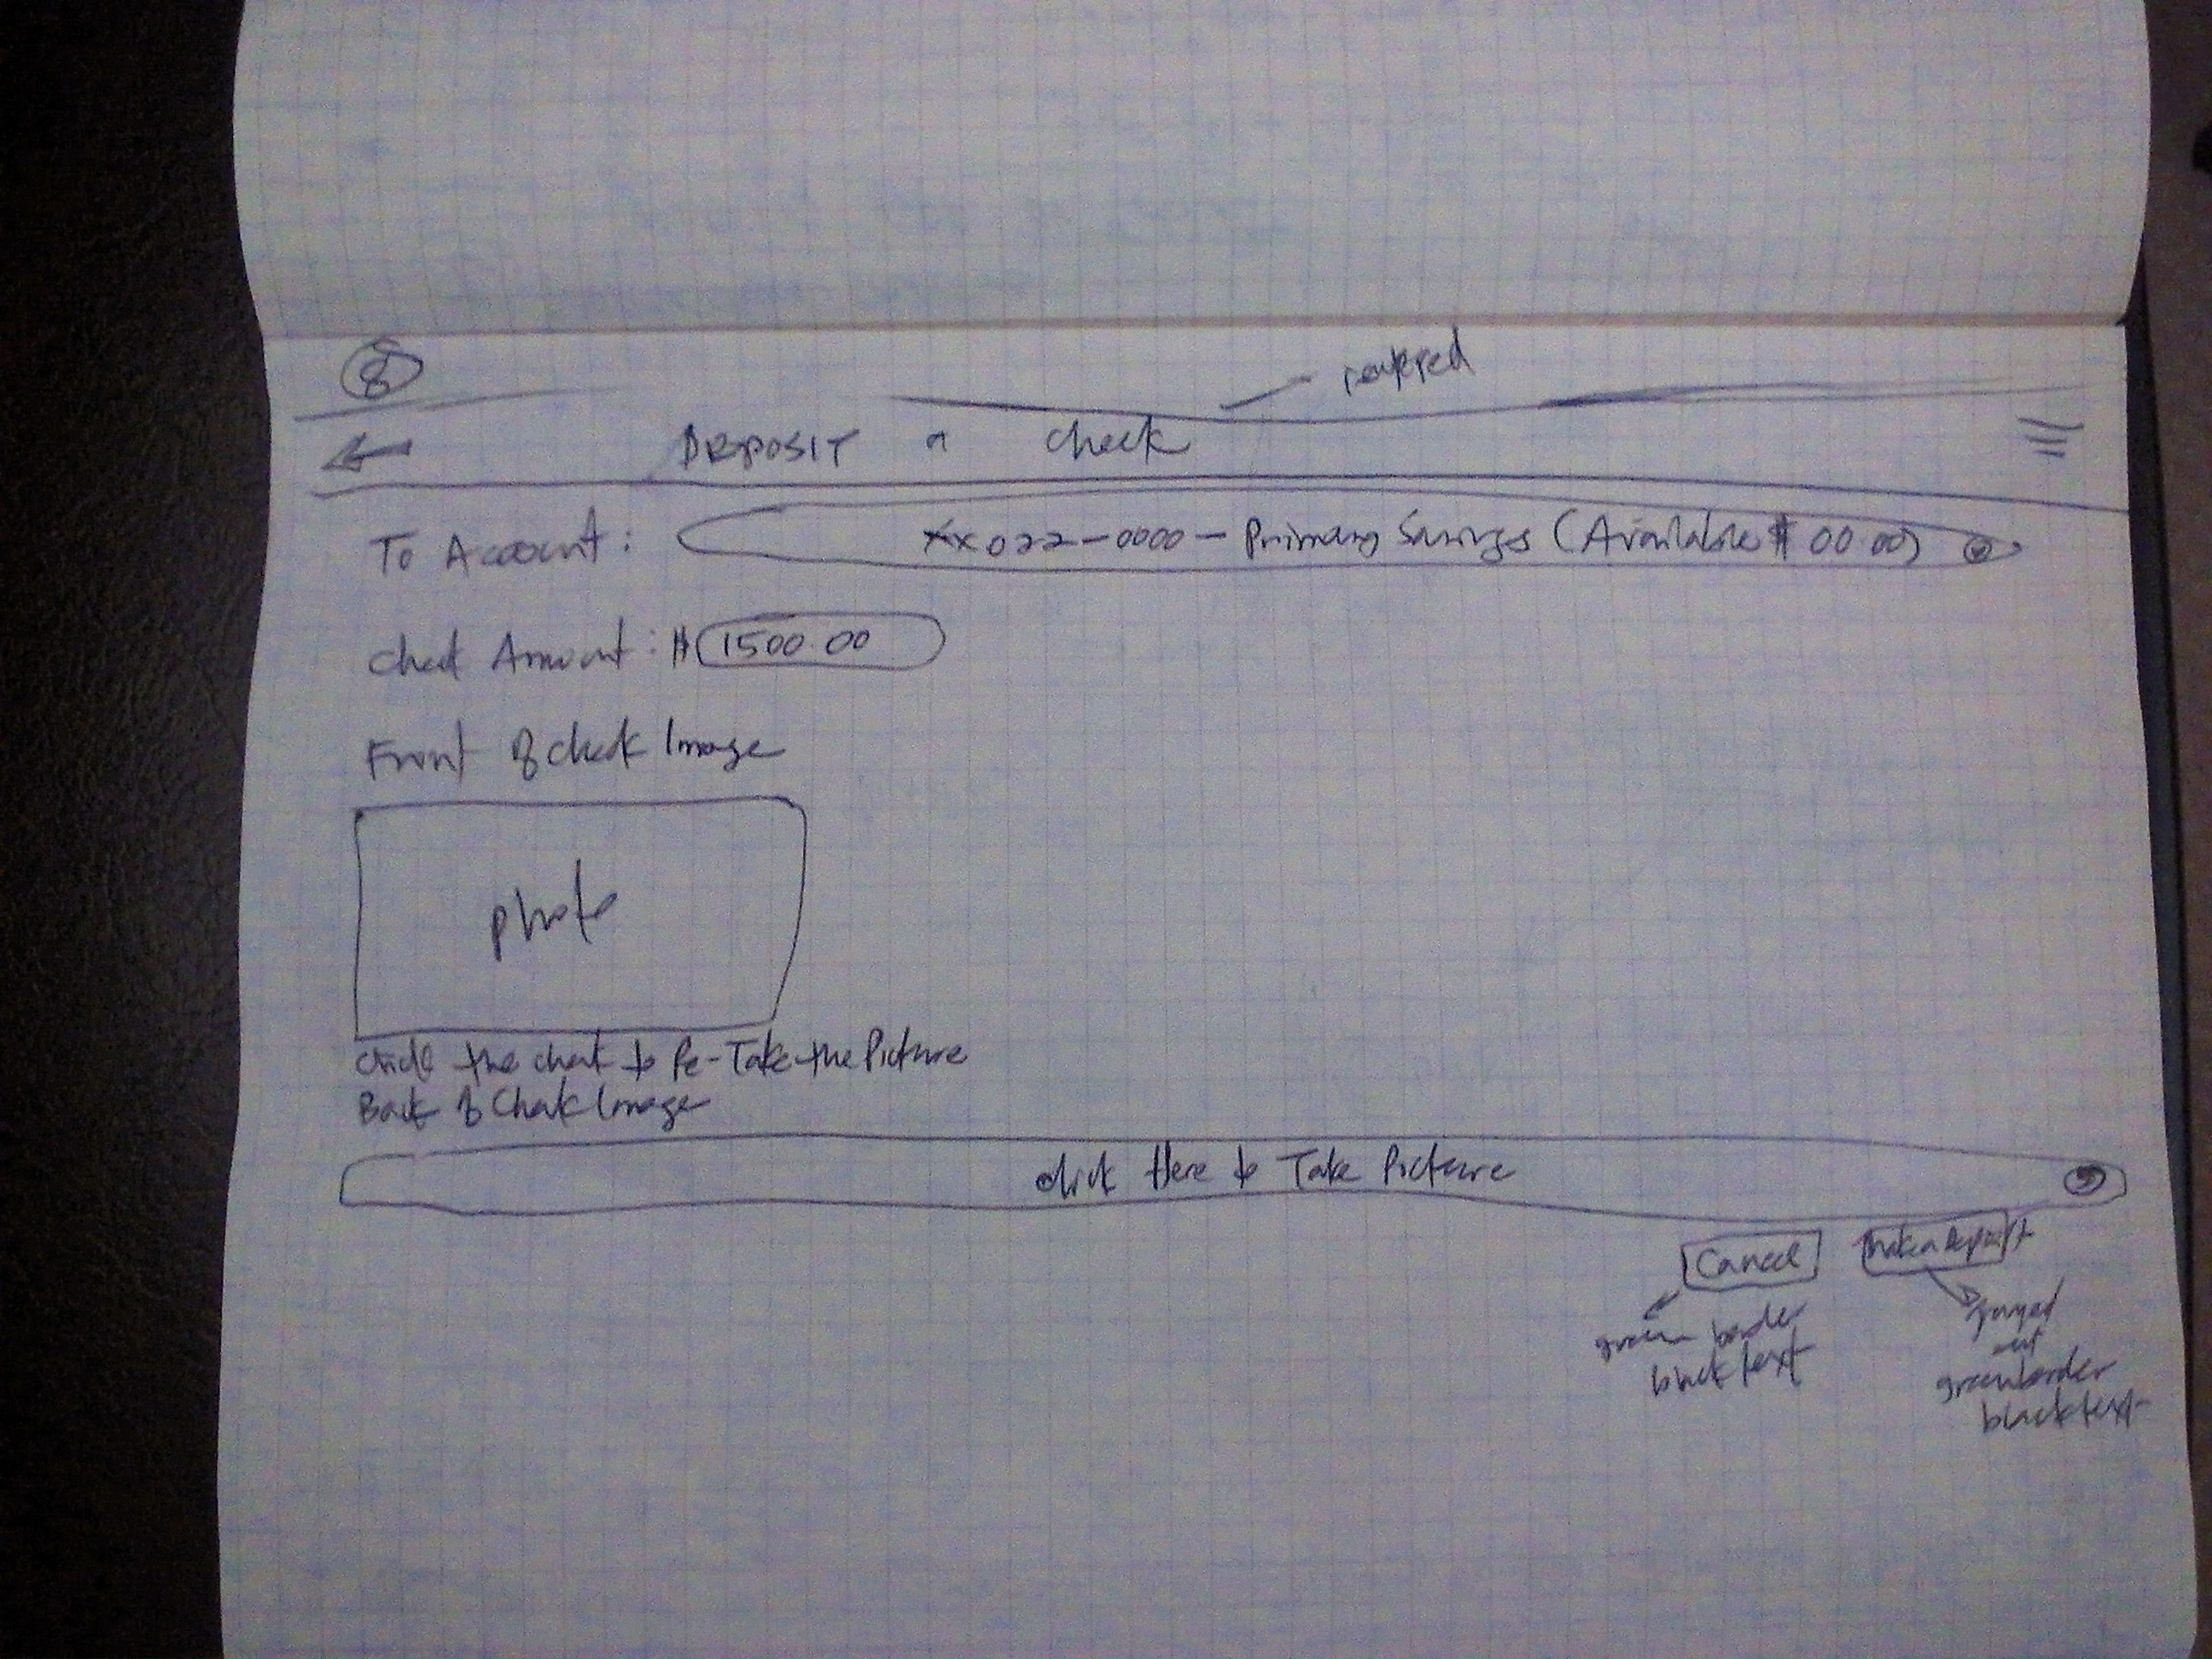 8
Deposit a check
To Account: xx022-0000-Primary Savings (Available $ 00.00)
Check Amount: $ 1500.00
Front of check Image
photo
click the check to Re-Take the Picture
Back of Check Image
click Here to Take Picture
Cancel Make a Deposit
green border
black text
grayed
out
green border
black text